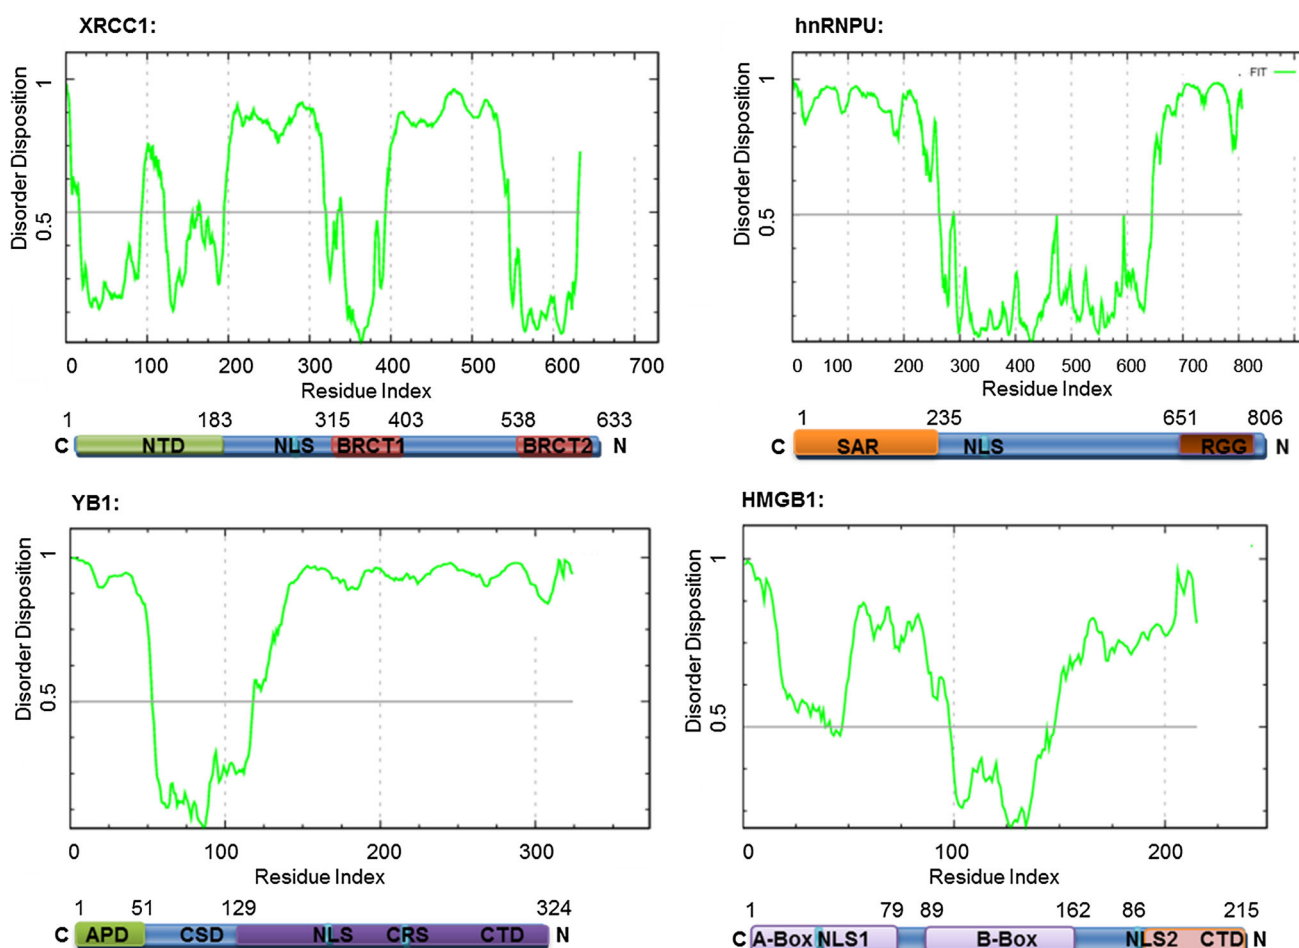 XRCC1:
Disorder Disposition
1
0.5
0 100 200 300 400 500 600 700
Residue Index
1 183 315 403 538 633
C NTD NLS BRCT1 BRCT2 N
hnRNPU:
FIT
Disorder Disposition
1
0.5
0 100 200 300 400 500 600 700 800
Residue Index
1 235 651 806
C SAR NLS RGG N
YB1:
Disorder Disposition
1
0.5
0 100 200 300
Residue Index
1 51 129 324
C APD CSD NLS CRS CTD N
HMGB1:
Disorder Disposition
1
0.5
0 100 200
Residue Index
1 79 89 162 86 215
C A-Box NLS1 B-Box NLS2 CTD N